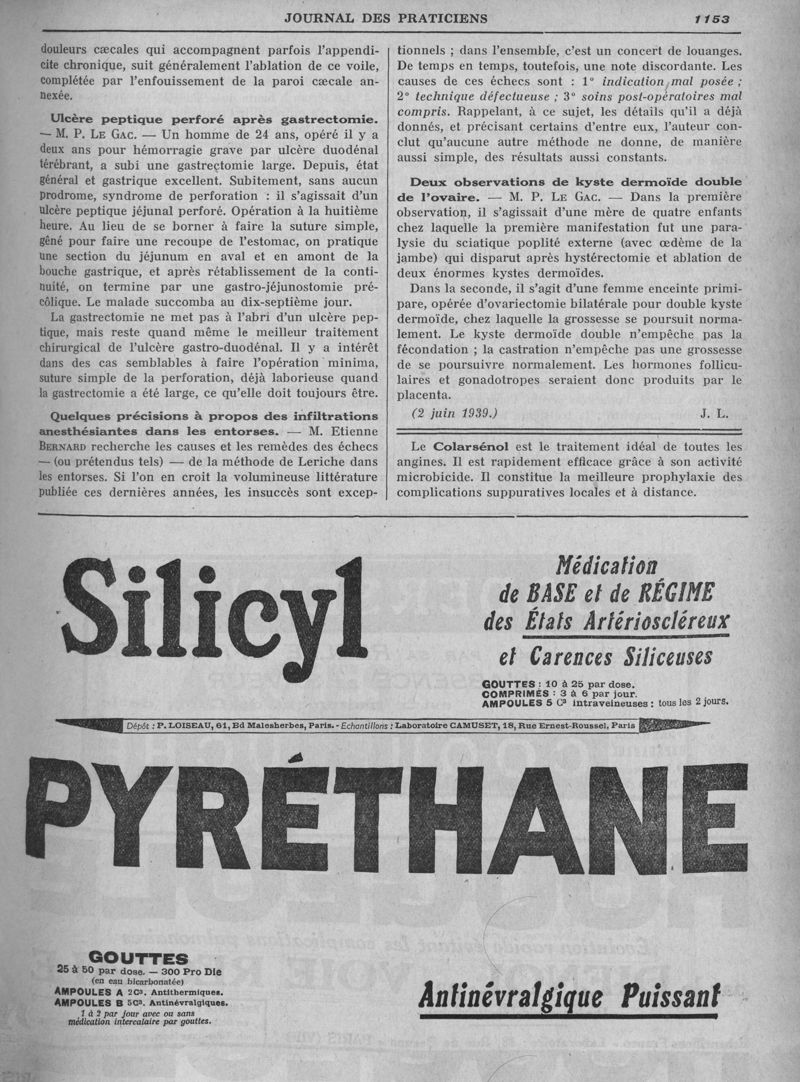 JOURNAL DES PRATICIENS
1153
douleurs cæcales qui accompagnent parfois l'appendi-
cite chronique, suit généralement l'ablation de ce voile,
complétée par l'enfouissement de la paroi cæcale an-
nexée.
Ulcère peptique perforé après gastrectomie.
— M. P. LE GAC. — Un homme de 24 ans, opéré il y a
deux ans pour hémorragie grave par ulcère duodénal
térébrant, a subi une gastrectomie large. Depuis, état
général et gastrique excellent. Subitement, sans aucun
prodrome, syndrome de perforation : il s'agissait d'un
ulcère peptique jéjunal perforé. Opération à la huitième
heure. Au lieu de se borner à faire la suture simple,
gêné pour faire une recoupe de l'estomac, on pratique
une section du jéjunum en aval et en amont de la
bouche gastrique, et après rétablissement de la conti-
nuité, on termine par une gastro-jéjunostomie pré-
côlique. Le malade succomba au dix-septième jour.
La gastrectomie ne met pas à l'abri d'un ulcère pep-
tique, mais reste quand même le meilleur traitement
chirurgical de l'ulcère gastro-duodénal. Il y a intérêt
dans des cas semblables à faire l'opération minima,
suture simple de la perforation, déjà laborieuse quand
la gastrectomie a été large, ce qu'elle doit toujours être.
Quelques précisions à propos des infiltrations
anesthésiantes dans les entorses. — M. Etienne
BERNARD recherche les causes et les remèdes des échecs
— (ou prétendus tels) — de la méthode de Leriche dans
les entorses. Si l'on en croit la volumineuse littérature
publiée ces dernières années, les insuccès sont excep-
tionnels ; dans l'ensemble, c'est un concert de louanges.
De temps en temps, toutefois, une note discordante. Les
causes de ces échecs sont : 1° indication mal posée ;
2° technique défectueuse ; 3° soins post-opératoires mal
compris. Rappelant, à ce sujet, les détails qu'il a déjà
donnés, et précisant certains d'entre eux, l'auteur con-
clut qu'aucune autre méthode ne donne, de manière
aussi simple, des résultats aussi constants.
Deux observations de kyste dermoïde double
de l'ovaire. — M. P. LE GAC. — Dans la première
observation, il s'agissait d'une mère de quatre enfants
chez laquelle la première manifestation fut une para-
lysie du sciatique poplité externe (avec œdème de la
jambe) qui disparut après hystérectomie et ablation de
deux énormes kystes dermoïdes.
Dans la seconde, il s'agit d'une femme enceinte primi-
pare, opérée d'ovariectomie bilatérale pour double kyste
dermoïde, chez laquelle la grossesse se poursuit norma-
lement. Le kyste dermoïde double n'empêche pas la
fécondation ; la castration n'empêche pas une grossesse
de se poursuivre normalement. Les hormones follicu-
laires et gonadotropes seraient donc produits par le
placenta.
(2 juin 1939.) J. L.
Le Colarsénol est le traitement idéal de toutes les
angines. Il est rapidement efficace grâce à son activité
microbicide. Il constitue la meilleure prophylaxie des
complications suppuratives locales et à distance.
Silicyl
Médication
de BASE et de RÉGIME
des États Artérioscléreux
et Carences Siliceuses
GOUTTES : 10 à 25 par dose.
COMPRIMÉS : 3 à 6 par jour.
AMPOULES 5 Cᵃ intraveineuses : tous les 2 jours.
Dépôt : P. LOISEAU, 61, Bd Malesherbes, Paris. - Echantillons : Laboratoire CAMUSET, 18, Rue Ernest-Roussel, Paris
PYRÉTHANE
GOUTTES
25 à 50 par dose. — 300 Pro Die
(en eau bicarbonatée)
AMPOULES A 2Cᵃ. Antithermiques.
AMPOULES B 5Cᵃ. Antinévralgiques.
1 à 2 par jour avec ou sans
médication intercalaire par gouttes.
Antinévralgique Puissant